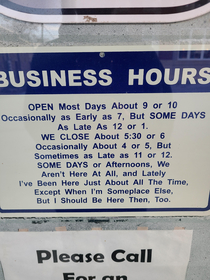 BUSINESS HOURS
OPEN Most Days About 9 or 10
Occasionally as Early as 7, But SOME DAYS
As Late As 12 or 1.
WE CLOSE About 5:30 or 6
Occasionally About 4 or 5, But
Sometimes as Late as 11 or 12.
SOME DAYS or Afternoons, We
Aren't Here At All, and Lately
I've Been Here Just About All The Time,
Except When I'm Someplace Else,
But I Should Be Here Then, Too.
Please Call
For an